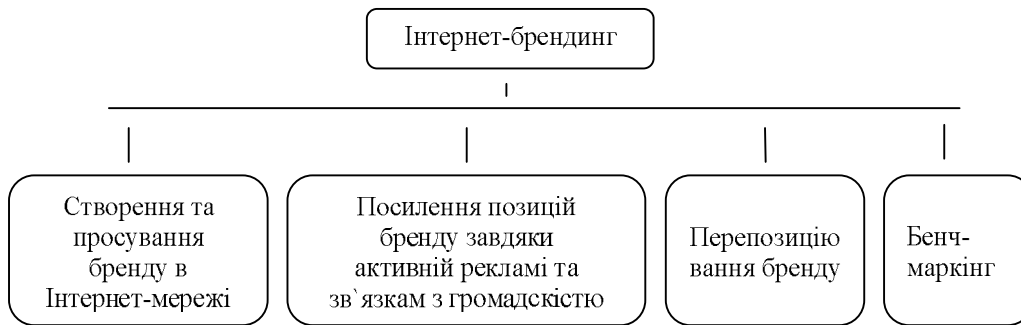 Інтернет-брендинг
Створення та
просування
бренду в
Інтернет-мережі
Посилення позицій
бренду завдяки
активній рекламі та
зв`язкам з громадскістю
Перепозицію
вання бренду
Бенч-
маркінг